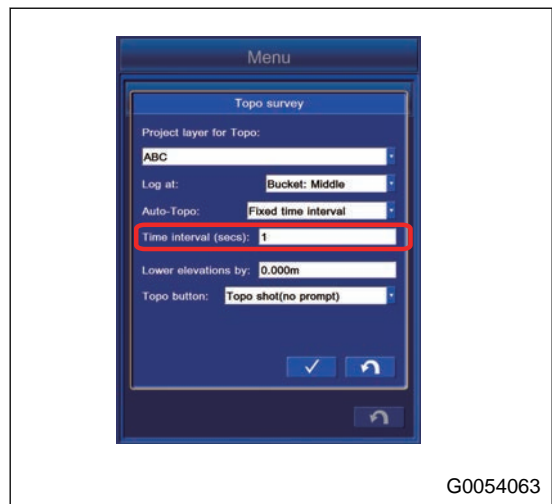 Menu
Topo survey
Project layer for Topo:
ABC
Log at: Bucket: Middle
Auto-Topo: Fixed time interval
Time interval (secs): 1
Lower elevations by: 0.000m
Topo button: Topo shot(no prompt)
G0054063